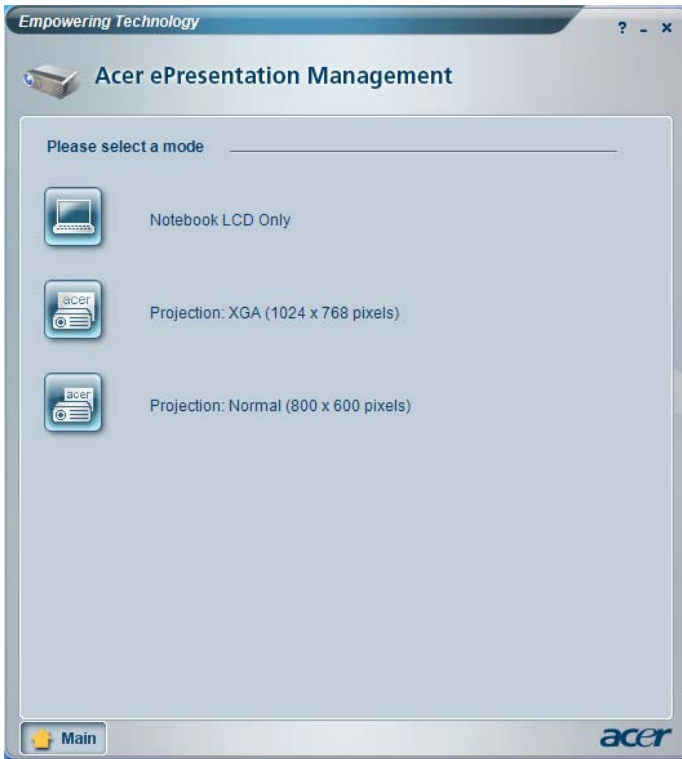 Empowering Technology
? - ×
Acer ePresentation Management
Please select a mode
Notebook LCD Only
acer
Projection: XGA (1024 x 768 pixels)
acer
Projection: Normal (800 x 600 pixels)
Main
acer